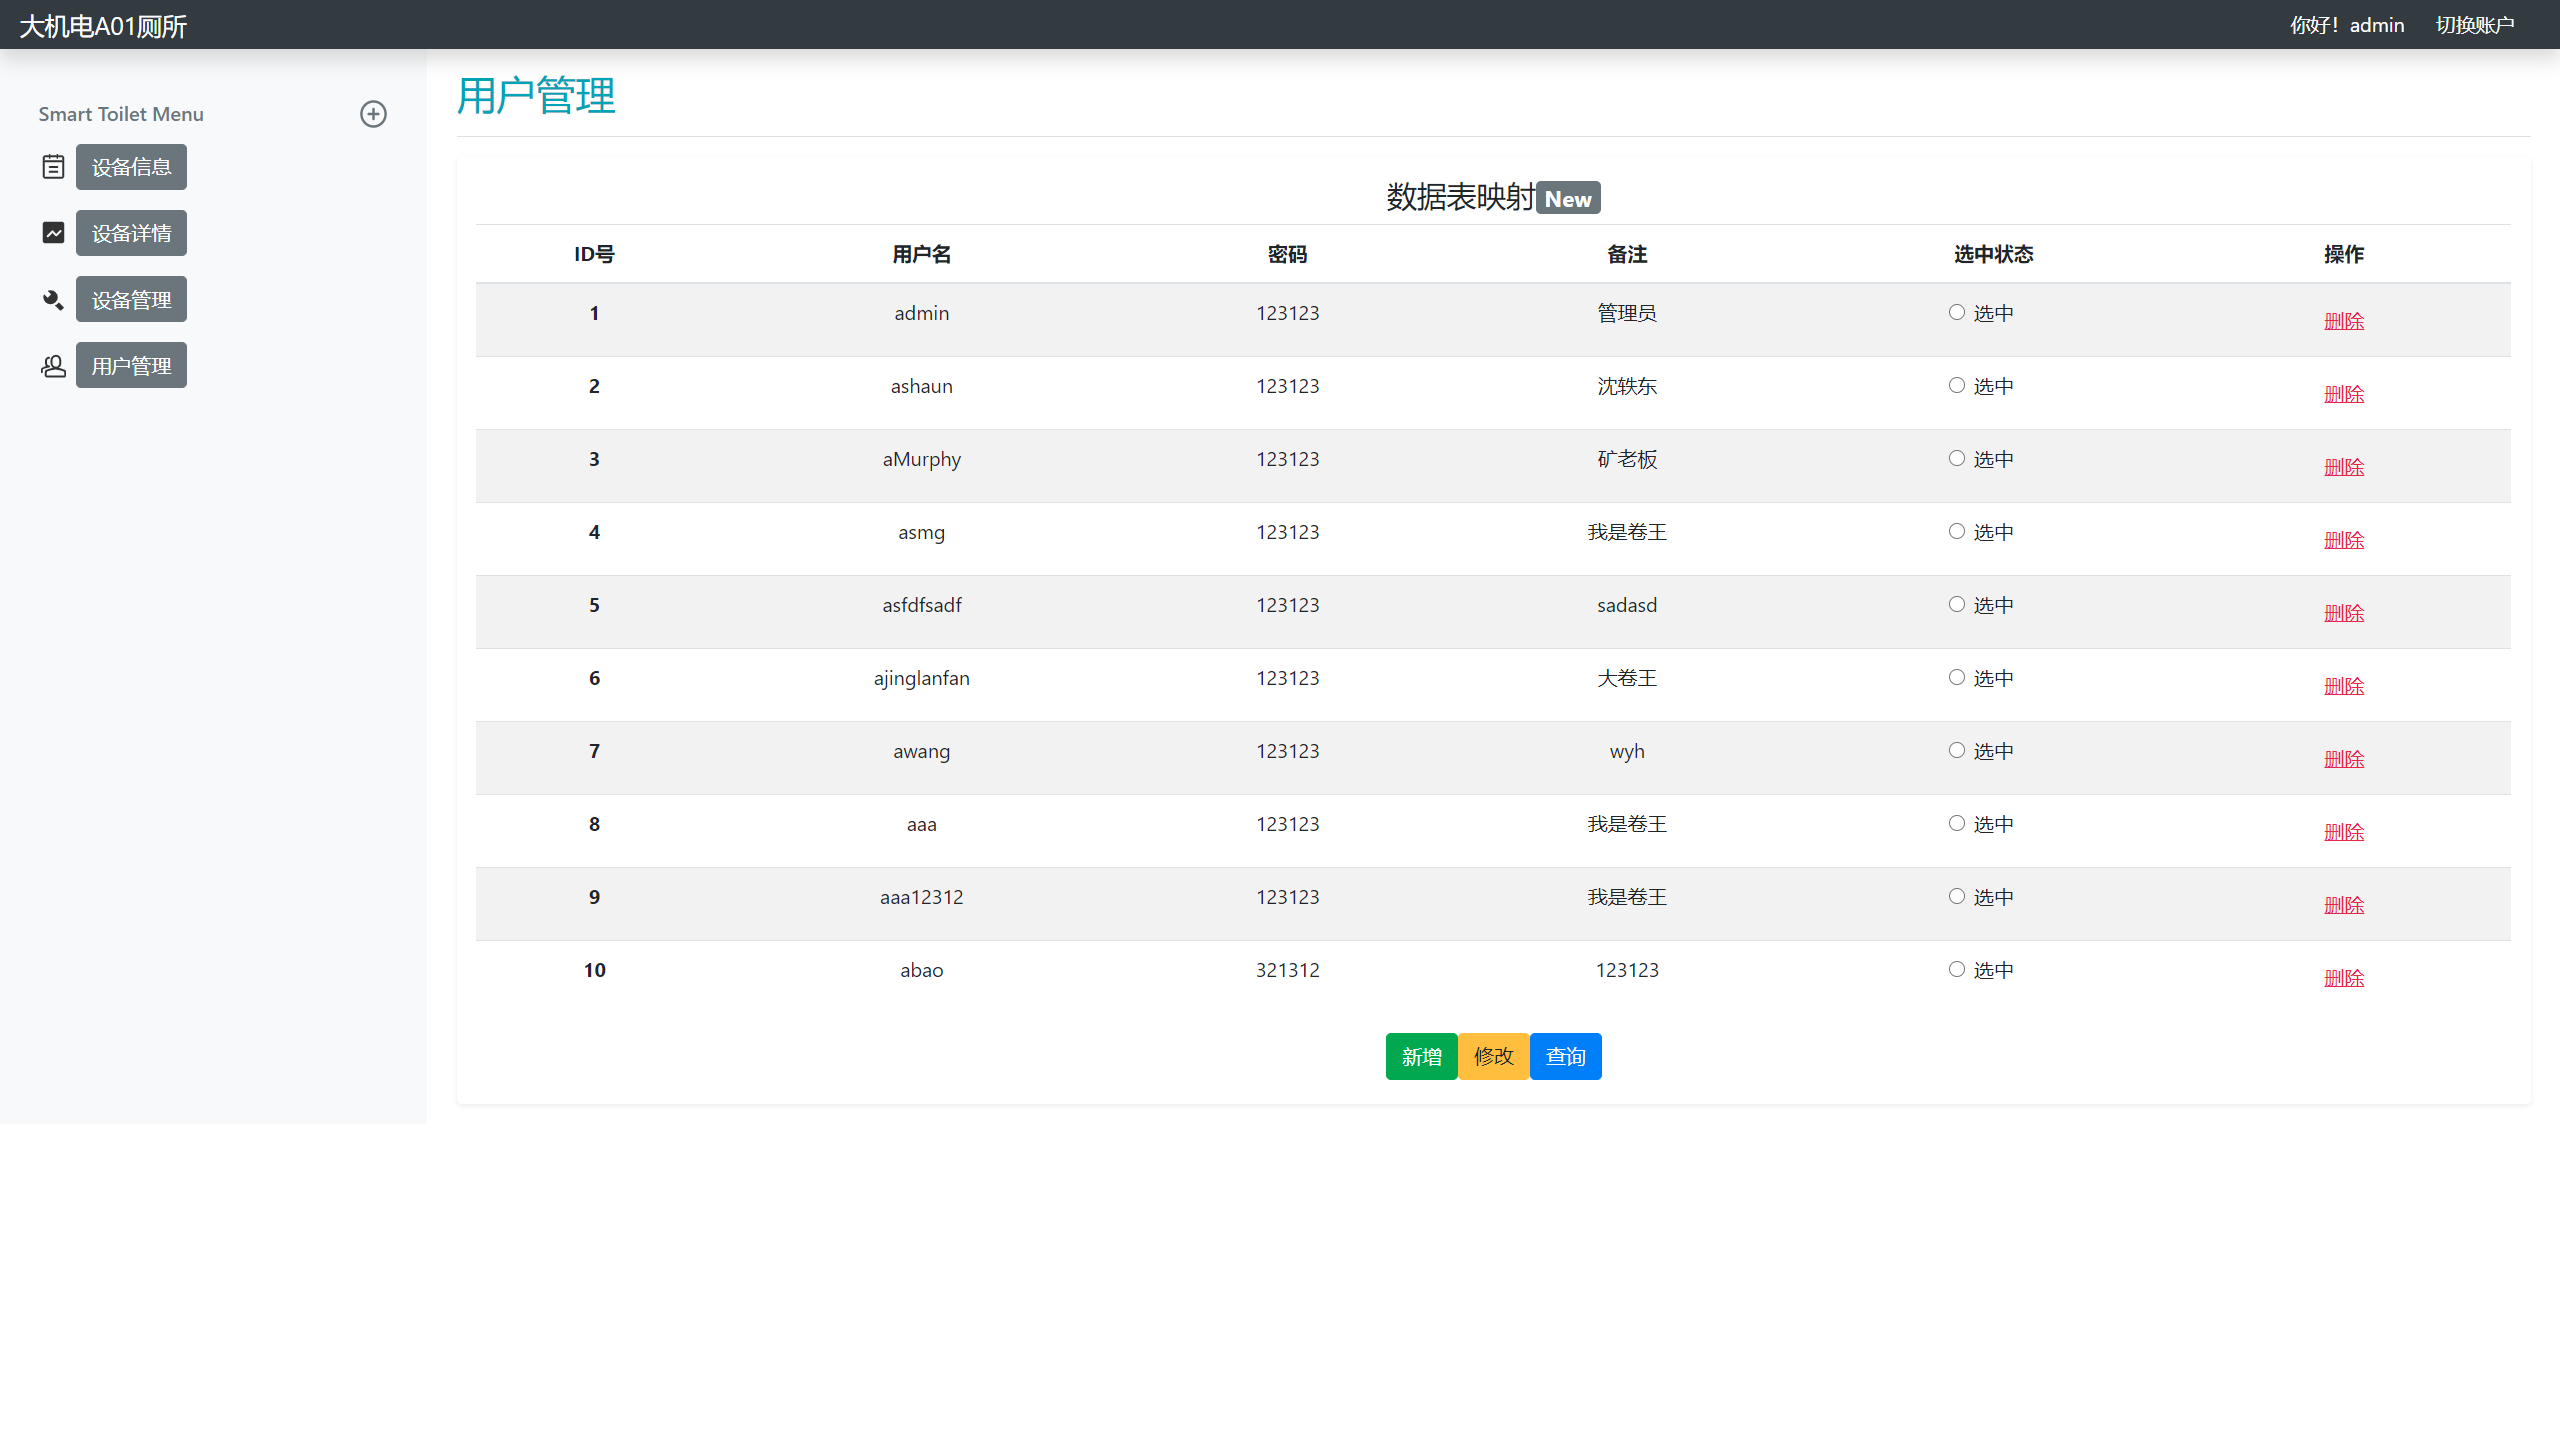 大机电A01厕所 你好！admin 切换账户
用户管理
Smart Toilet Menu
设备信息
设备详情
设备管理
用户管理
数据表映射 New
ID号 用户名 密码 备注 选中状态 操作
1 admin 123123 管理员 选中 删除
2 ashaun 123123 沈轶东 选中 删除
3 aMurphy 123123 矿老板 选中 删除
4 asmg 123123 我是卷王 选中 删除
5 asfdfsadf 123123 sadasd 选中 删除
6 ajinglanfan 123123 大卷王 选中 删除
7 awang 123123 wyh 选中 删除
8 aaa 123123 我是卷王 选中 删除
9 aaa12312 123123 我是卷王 选中 删除
10 abao 321312 123123 选中 删除
新增 修改 查询